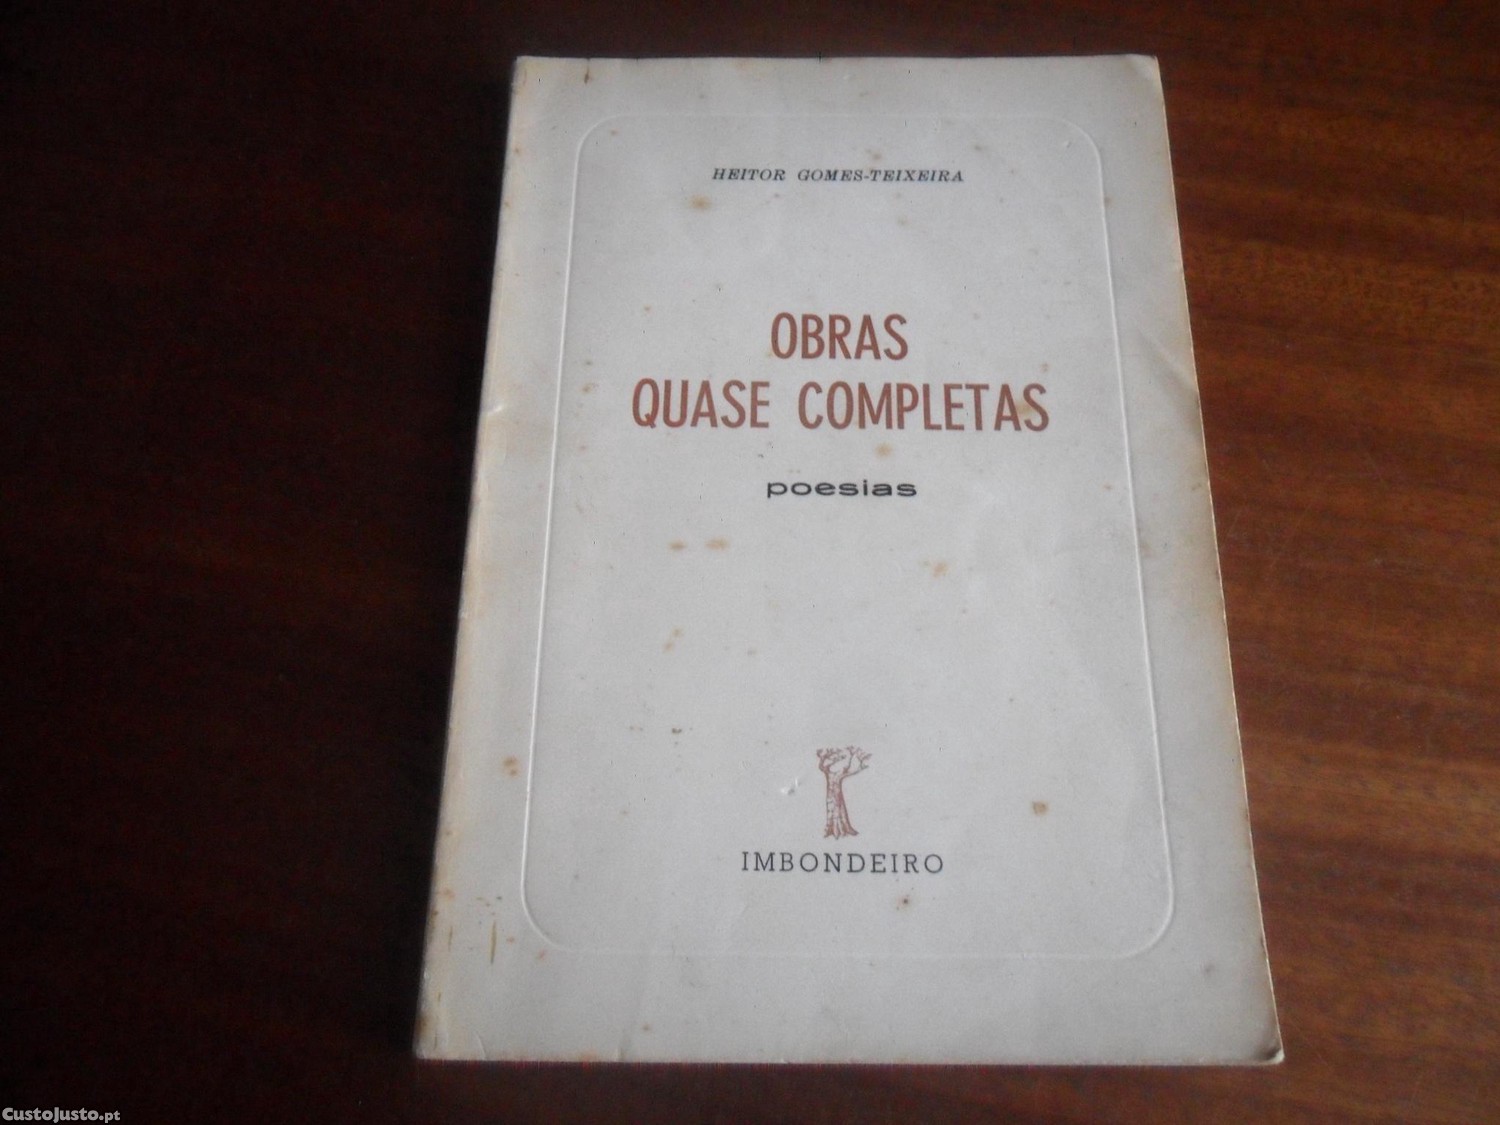 HEITOR GOMES-TEIXEIRA
OBRAS
QUASE COMPLETAS
poesias
IMBONDEIRO
CustoJusto.pt